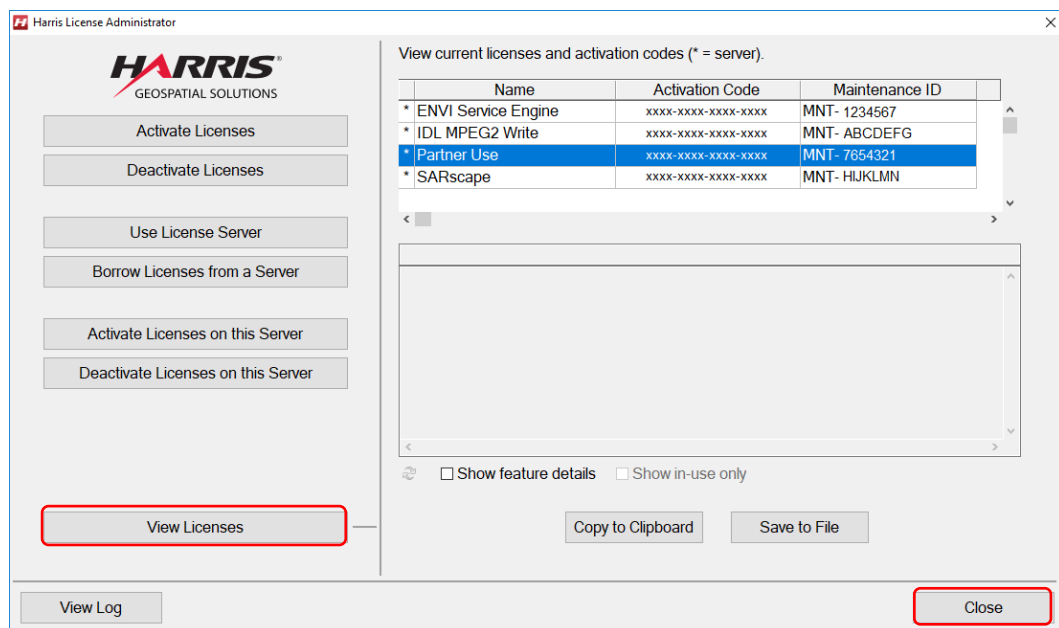 Harris License Administrator
HARRIS®
GEOSPATIAL SOLUTIONS
Activate Licenses
Deactivate Licenses
Use License Server
Borrow Licenses from a Server
Activate Licenses on this Server
Deactivate Licenses on this Server
View Licenses
View current licenses and activation codes (* = server).
Name Activation Code Maintenance ID
* ENVI Service Engine xxxx-xxxx-xxxx-xxxx MNT- 1234567
* IDL MPEG2 Write xxxx-xxxx-xxxx-xxxx MNT- ABCDEFG
* Partner Use xxxx-xxxx-xxxx-xxxx MNT- 7654321
* SARscape xxxx-xxxx-xxxx-xxxx MNT- HIJKLMN
Show feature details Show in-use only
Copy to Clipboard Save to File
View Log Close